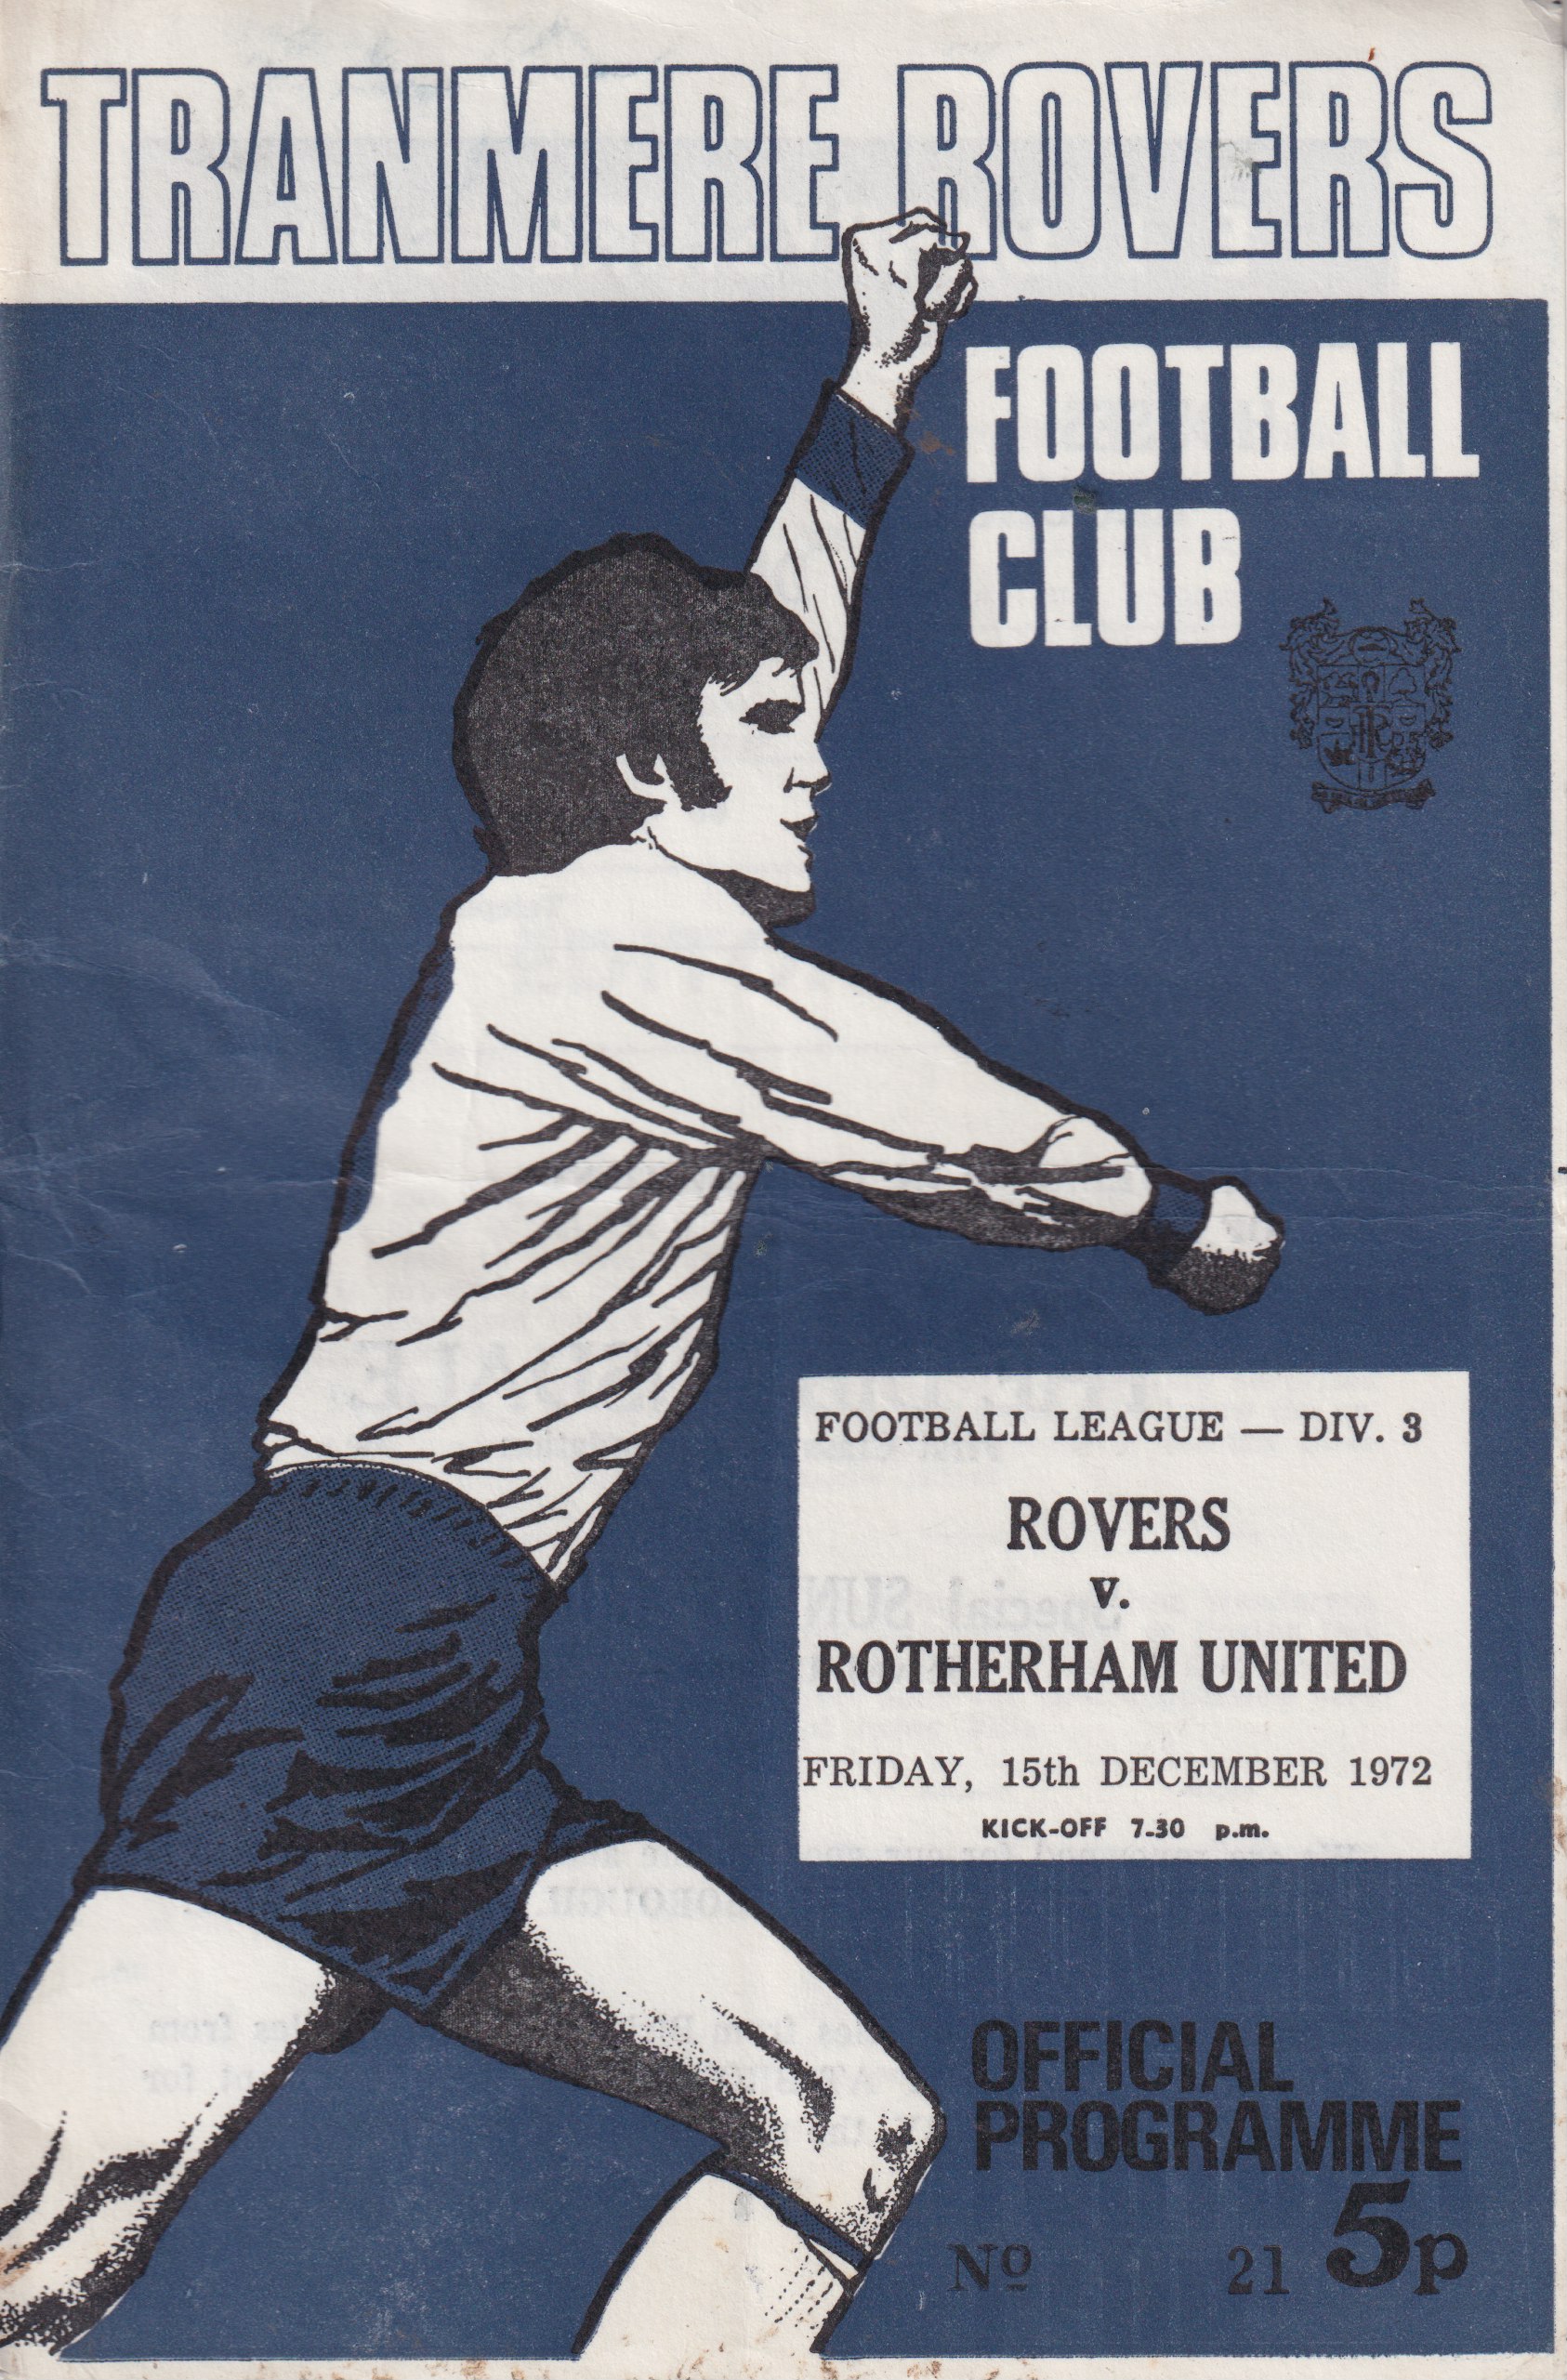 TRANMERE ROVERS
FOOTBALL
CLUB
FOOTBALL LEAGUE — DIV. 3
ROVERS
v.
ROTHERHAM UNITED
FRIDAY, 15th DECEMBER 1972
KICK-OFF 7-30 p.m.
OFFICIAL
PROGRAMME
Nº 21 5p